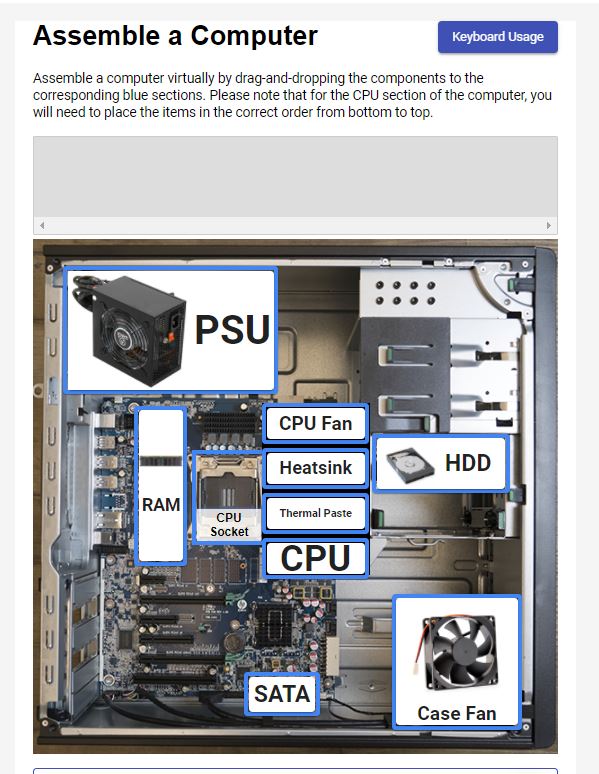 Assemble a Computer
Keyboard Usage
Assemble a computer virtually by drag-and-dropping the components to the
corresponding blue sections. Please note that for the CPU section of the computer, you
will need to place the items in the correct order from bottom to top.
PSU
CPU Fan
Heatsink
HDD
RAM
CPU
Socket
Thermal Paste
CPU
SATA
Case Fan